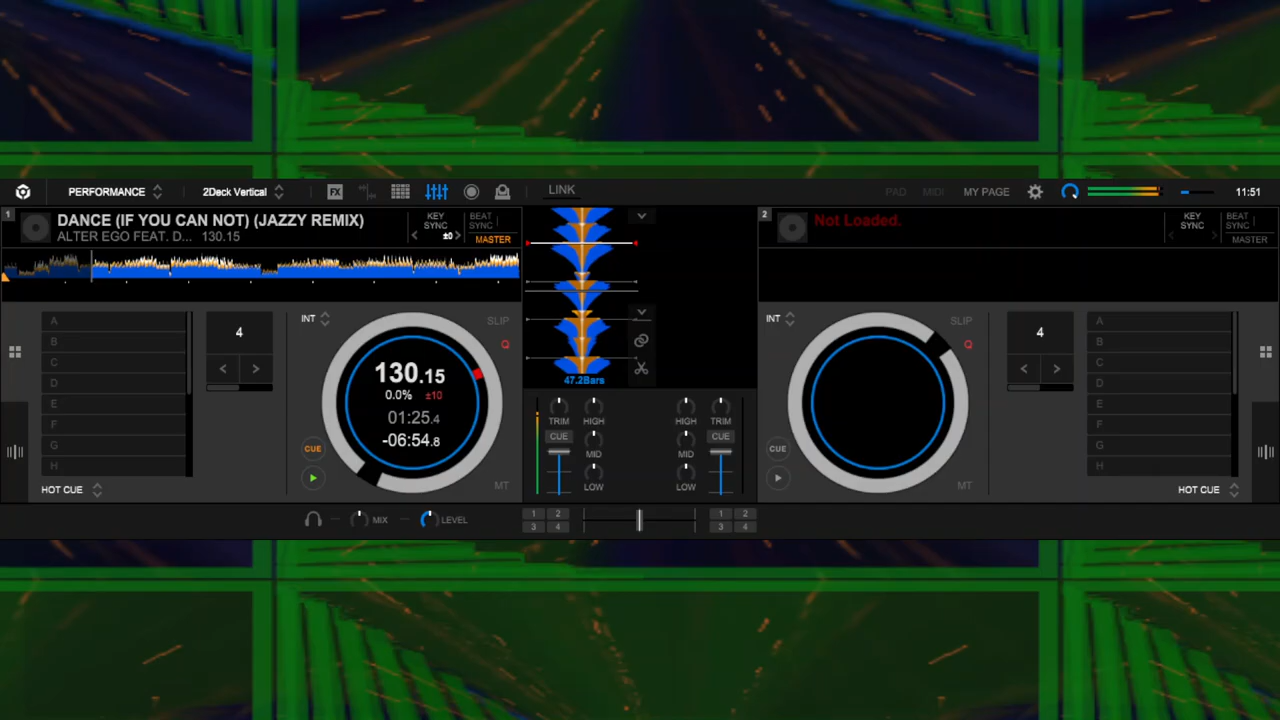 PERFORMANCE 2Deck Vertical FX LINK PAD MIDI MY PAGE 11:51
1 DANCE (IF YOU CAN NOT) (JAZZY REMIX) KEY SYNC BEAT SYNC
ALTER EGO FEAT. D... 130.15 ±0 MASTER
2 Not Loaded. KEY SYNC BEAT SYNC
MASTER
47.2Bars
A
B
C
D
E
F
G
H
HOT CUE
4
INT SLIP
Q
130.15
0.0% ±10
01:25.4
-06:54.8
CUE
MT
TRIM HIGH HIGH TRIM
CUE CUE
MID MID
LOW LOW
INT SLIP
Q
CUE
MT
4
A
B
C
D
E
F
G
H
HOT CUE
MIX LEVEL
1 2 1 2
3 4 3 4